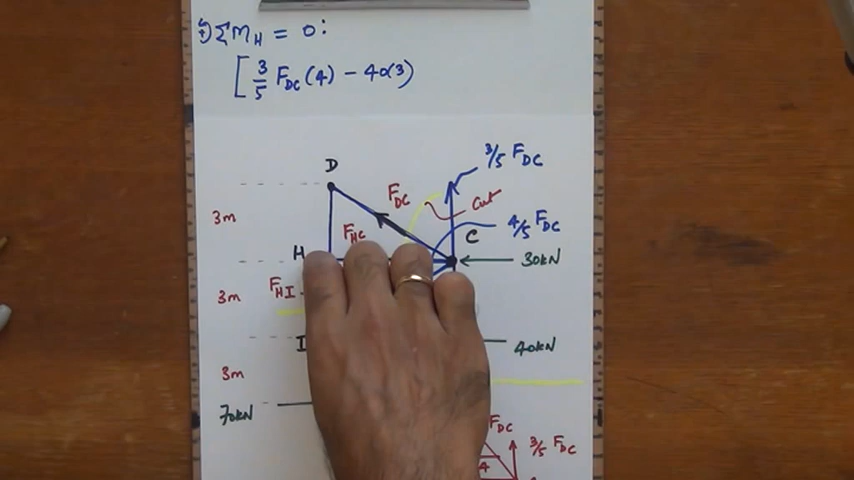 ↺ ΣM_H = 0:
[3/5 F_DC (4) − 40(3)
D
3/5 F_DC
F_DC
Cut
3m
F_HC
4/5 F_DC
C
H
30kN
3m
F_HI
I
40kN
3m
70kN
F_DC
3/5 F_DC
4